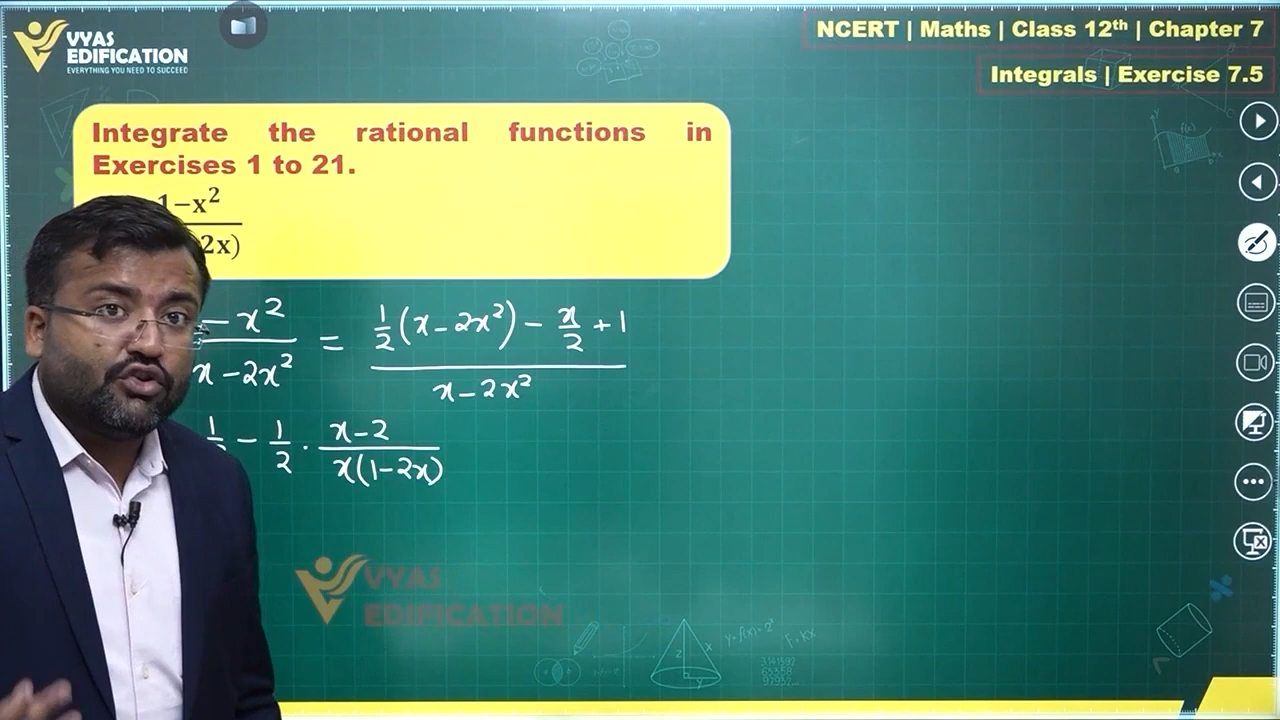 VYAS
EDIFICATION
EVERYTHING YOU NEED TO SUCCEED
NCERT | Maths | Class 12th | Chapter 7
Integrals | Exercise 7.5
Integrate the rational functions in
Exercises 1 to 21.
1−x²
2x)
− x² / x − 2x² = ½(x − 2x²) − x/2 + 1 / x − 2x²
− 1/2 · x−2 / x(1−2x)
VYAS
EDIFICATION